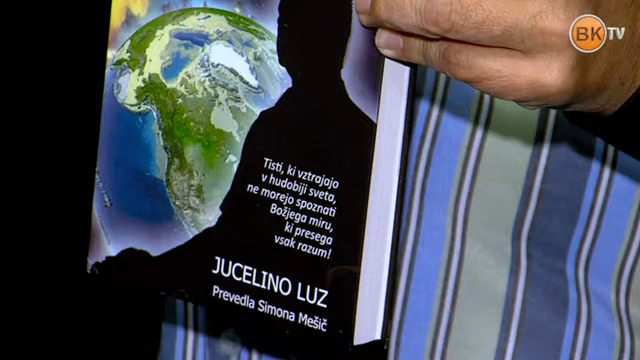 BK TV
Tisti, ki vztrajajo
v hudobiji sveta,
ne morejo spoznati
Božjega miru,
ki presega
vsak razum!
JUCELINO LUZ
Prevedla Simona Mešič